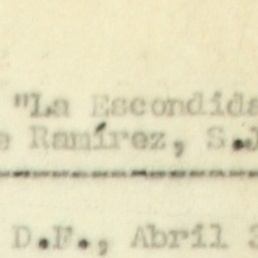 "La Escondida
Ramírez, S.J
D.F., Abril